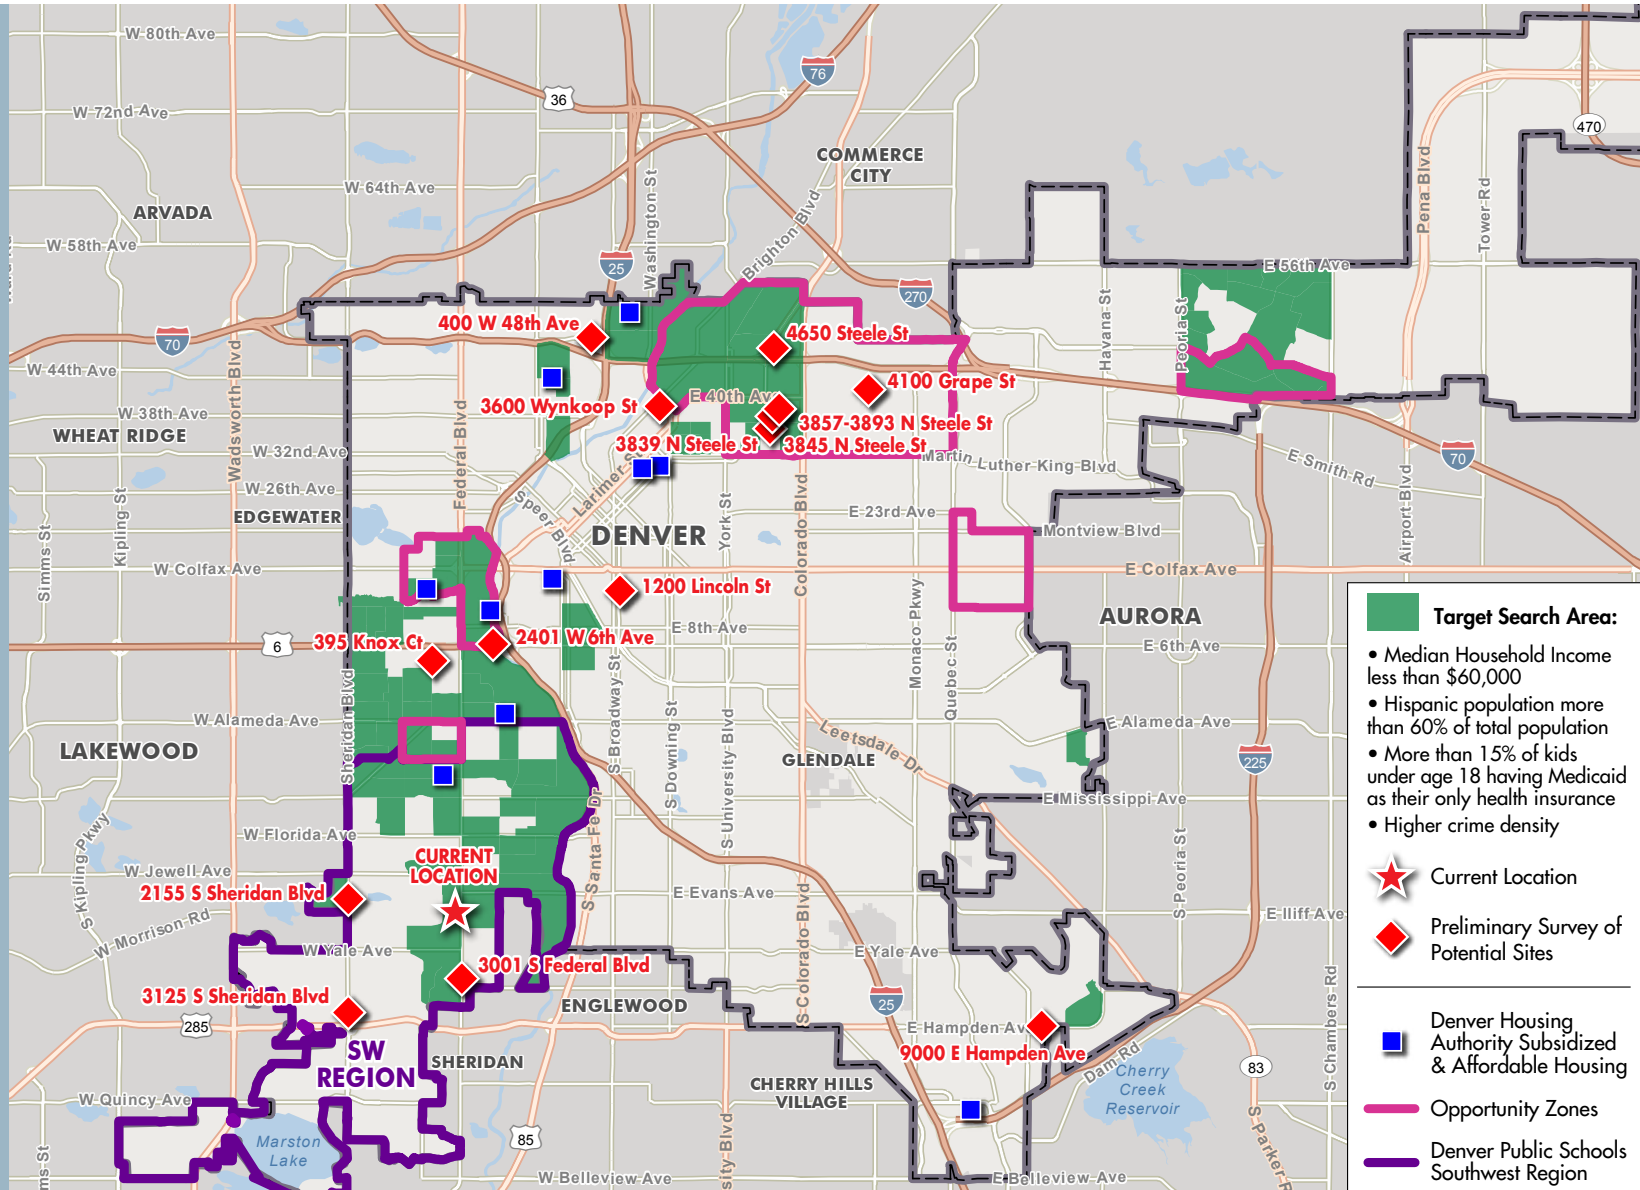 W 80th Ave
76
36
W 72nd Ave
470
COMMERCE
CITY
W 64th Ave
Washington St
Pena Blvd
Tower Rd
ARVADA
Brighton Blvd
W 58th Ave
25
E 56th Ave
270
Havana St
Peoria St
400 W 48th Ave
4650 Steele St
70
Wadsworth Blvd
W 44th Ave
4100 Grape St
E 40th Ave
3600 Wynkoop St
W 38th Ave
3857-3893 N Steele St
WHEAT RIDGE
3839 N Steele St
3845 N Steele St
W 32nd Ave
Martin Luther King Blvd
E Smith Rd
70
Federal Blvd
Larimer St
Airport Blvd
W 26th Ave
Kipling St
Simms St
Speer Blvd
York St
Colorado Blvd
E 23rd Ave
EDGEWATER
DENVER
Montview Blvd
W Colfax Ave
E Colfax Ave
1200 Lincoln St
Monaco Pkwy
Quebec St
AURORA
E 8th Ave
2401 W 6th Ave
395 Knox Ct
6
E 6th Ave
Sheridan Blvd
S Broadway St
S Downing St
S University Blvd
W Alameda Ave
E Alameda Ave
LAKEWOOD
Leetsdale Dr
GLENDALE
225
S Santa Fe Dr
E Mississippi Ave
S Kipling Pkwy
W Florida Ave
S Peoria St
CURRENT
LOCATION
W Jewell Ave
2155 S Sheridan Blvd
E Evans Ave
S Colorado Blvd
E Iliff Ave
W Morrison Rd
W Yale Ave
E Yale Ave
3001 S Federal Blvd
3125 S Sheridan Blvd
ENGLEWOOD
25
285
E Hampden Ave
9000 E Hampden Ave
SW
REGION
SHERIDAN
Dam Rd
S Chambers Rd
83
Cherry
Creek
Reservoir
CHERRY HILLS
VILLAGE
W Quincy Ave
S Parker R
85
Marston
Lake
ms St
sity Blvd
W Belleview Ave
E Belleview Ave
Target Search Area:
• Median Household Income
less than $60,000
• Hispanic population more
than 60% of total population
• More than 15% of kids
under age 18 having Medicaid
as their only health insurance
• Higher crime density
Current Location
Preliminary Survey of
Potential Sites
Denver Housing
Authority Subsidized
& Affordable Housing
Opportunity Zones
Denver Public Schools
Southwest Region